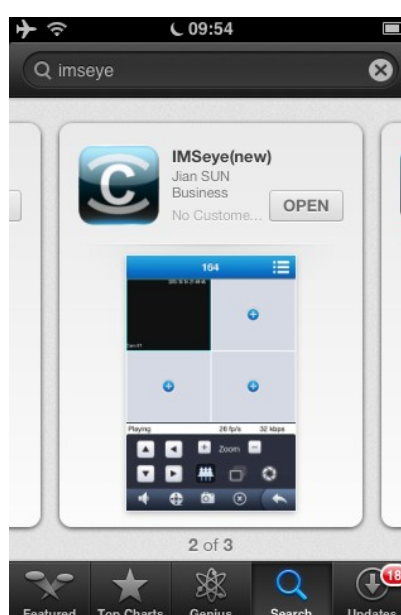 09:54
imseye
IMSeye(new)
Jian SUN
Business
No Custome...
OPEN
164
Playing
26 fp/s
32 kbps
Zoom
2 of 3
Featured
Top Charts
Genius
Search
Updates
18